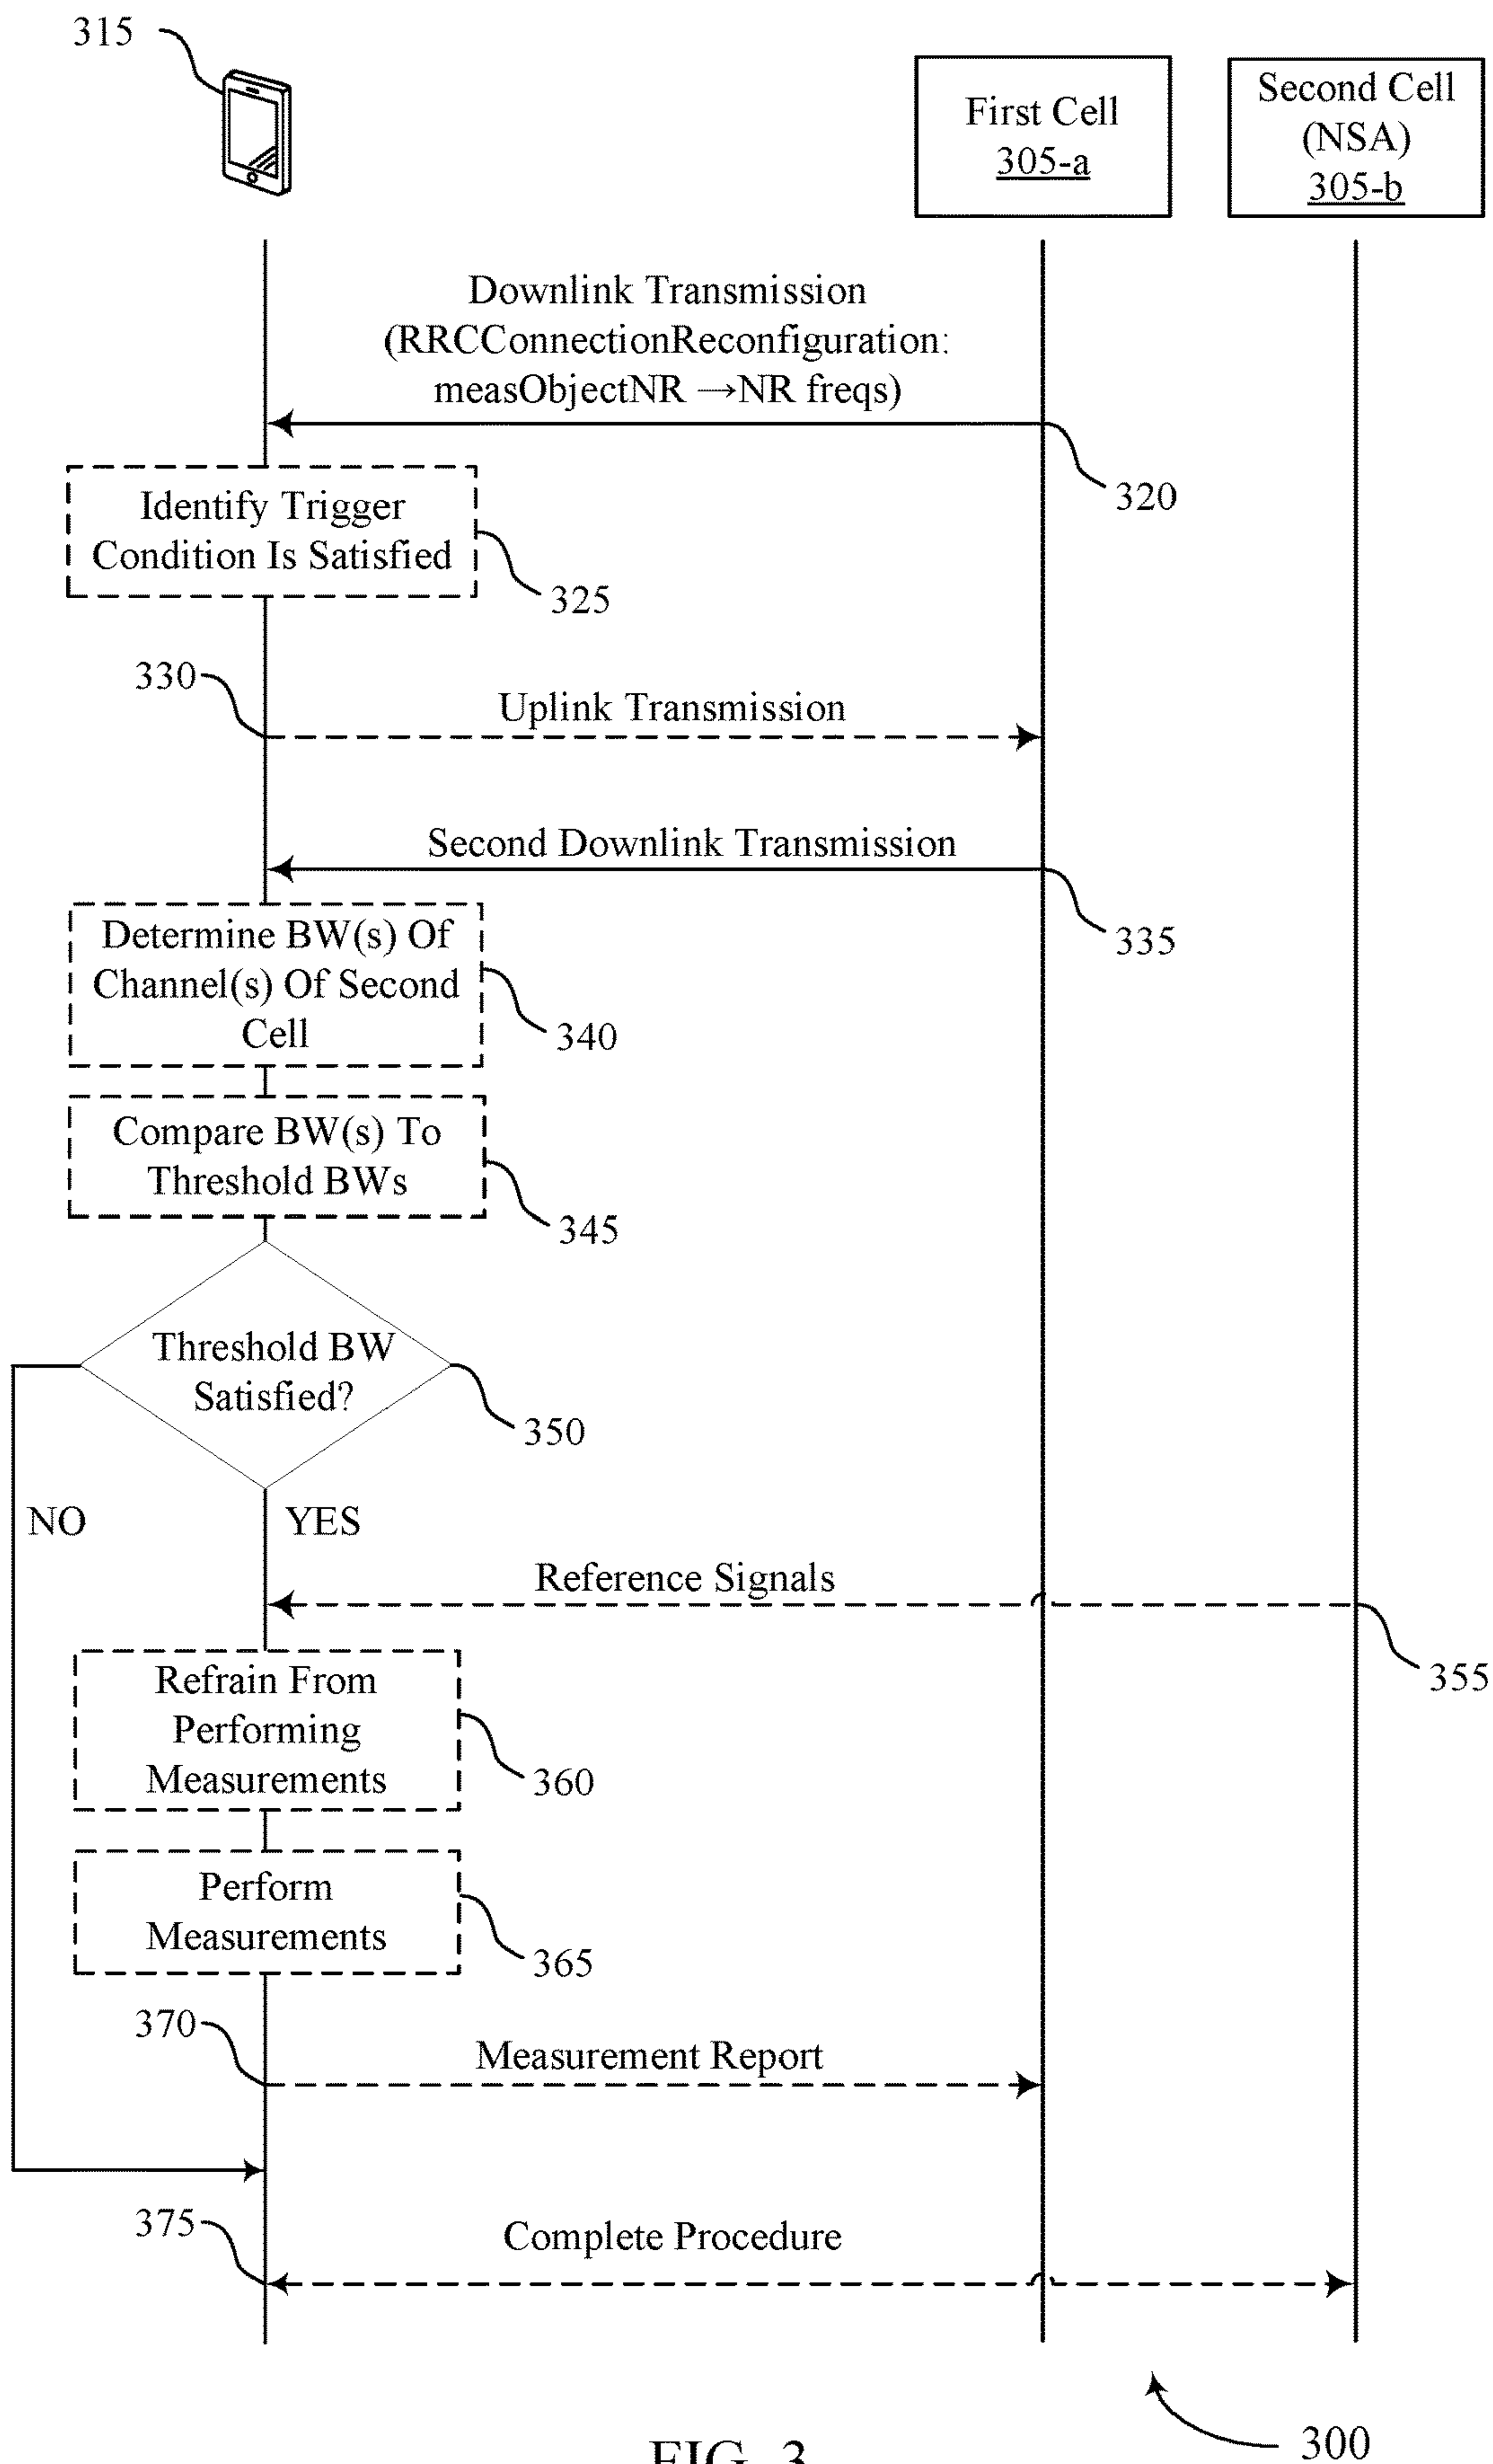 315
First Cell
305-a
Second Cell
(NSA)
305-b
Downlink Transmission
(RRCConnectionReconfiguration:
measObjectNR →NR freqs)
320
Identify Trigger
Condition Is Satisfied
325
330
Uplink Transmission
Second Downlink Transmission
335
Determine BW(s) Of
Channel(s) Of Second
Cell
340
Compare BW(s) To
Threshold BWs
345
Threshold BW
Satisfied?
350
NO
YES
Reference Signals
355
Refrain From
Performing
Measurements
360
Perform
Measurements
365
370
Measurement Report
375
Complete Procedure
300
FIG. 3